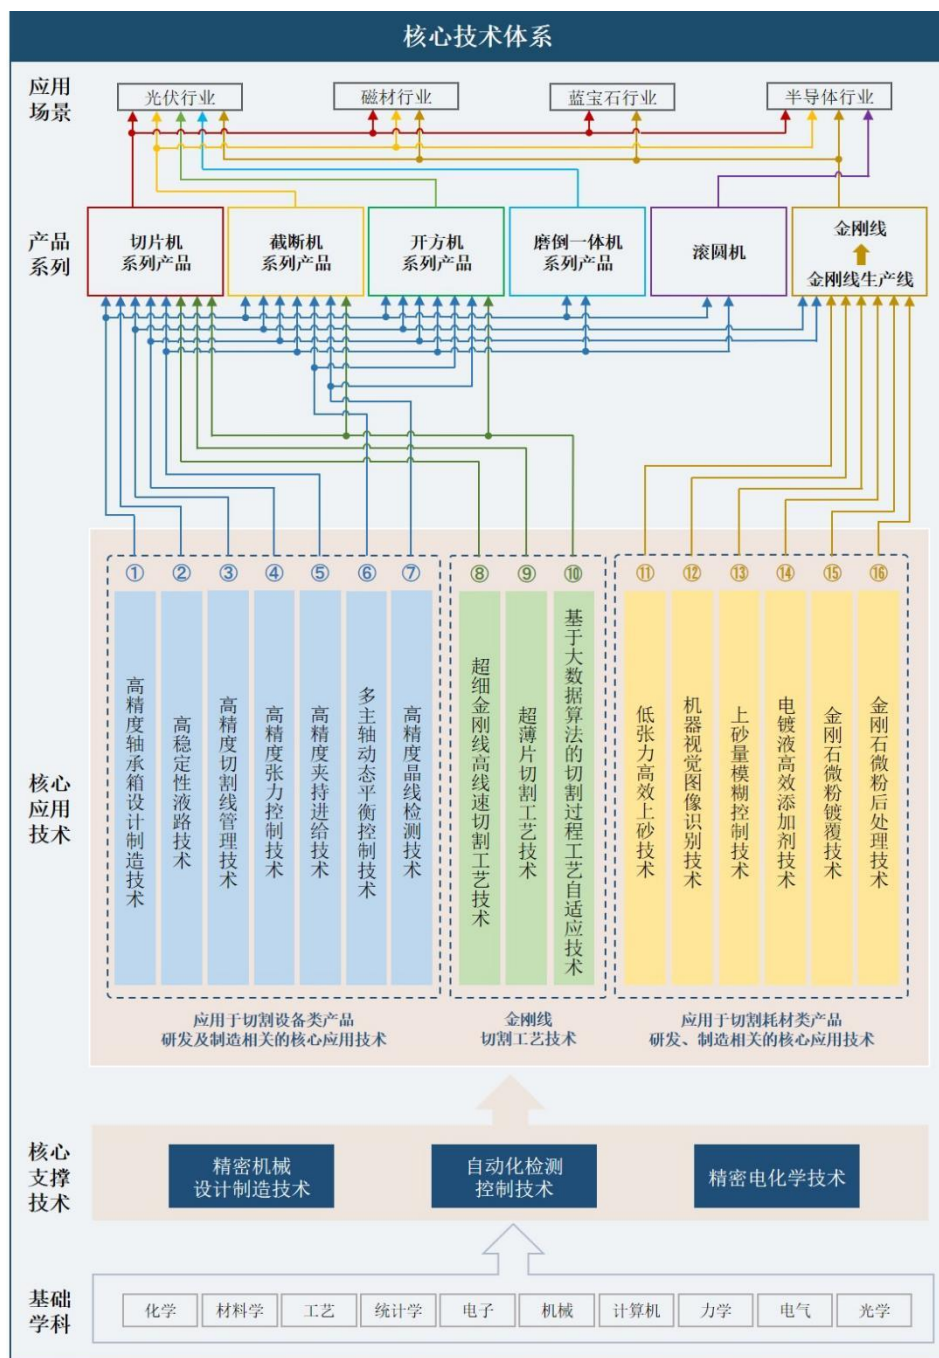 核心技术体系
应用
场景
光伏行业
磁材行业
蓝宝石行业
半导体行业
产品
系列
切片机
系列产品
截断机
系列产品
开方机
系列产品
磨倒一体机
系列产品
滚圆机
金刚线
金刚线生产线
核心
应用
技术
①
②
③
④
⑤
⑥
⑦
⑧
⑨
⑩
⑪
⑫
⑬
⑭
⑮
⑯
高精度轴承箱设计制造技术
高稳定性液路技术
高精度切割线管理技术
高精度张力控制技术
高精度夹持进给技术
多主轴动态平衡控制技术
高精度晶线检测技术
超细金刚线高线速切割工艺技术
超薄片切割工艺技术
基于大数据算法的切割过程工艺自适应技术
低张力高效上砂技术
机器视觉图像识别技术
上砂量模糊控制技术
电镀液高效添加剂技术
金刚石微粉镀覆技术
金刚石微粉后处理技术
应用于切割设备类产品
研发及制造相关的核心应用技术
金刚线
切割工艺技术
应用于切割耗材类产品
研发、制造相关的核心应用技术
核心
支撑
技术
精密机械
设计制造技术
自动化检测
控制技术
精密电化学技术
基础
学科
化学
材料学
工艺
统计学
电子
机械
计算机
力学
电气
光学